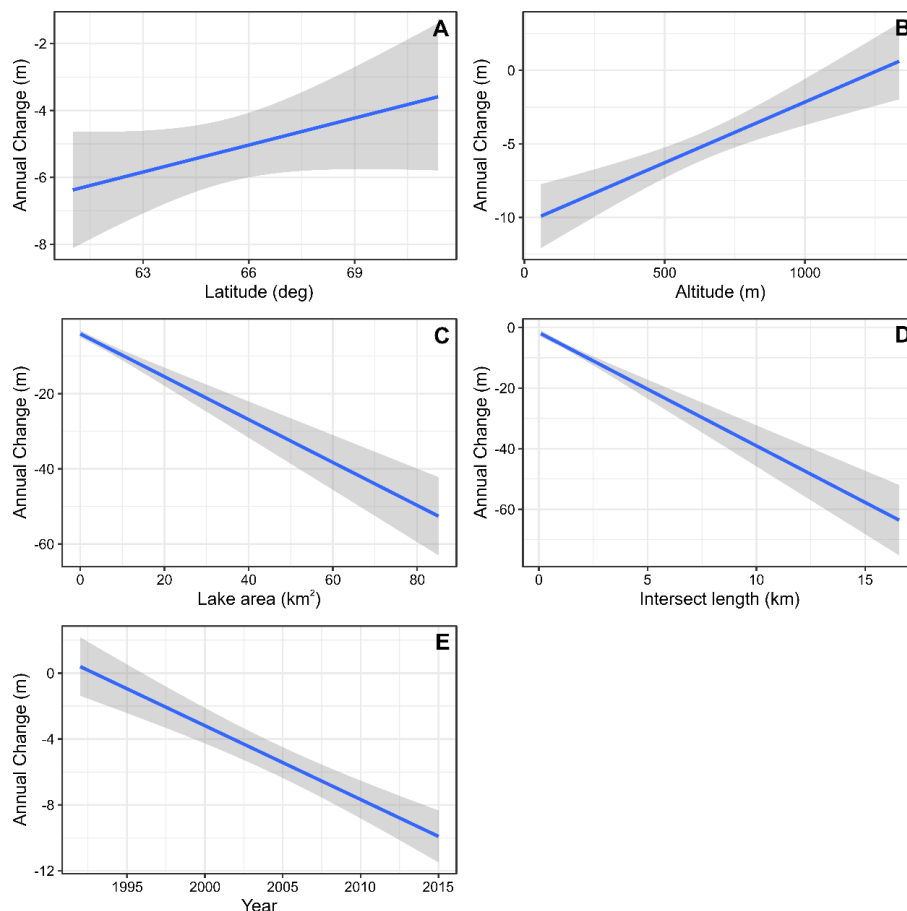 A
Annual Change (m)
-2
-4
-6
-8
63
66
69
Latitude (deg)
B
Annual Change (m)
0
-5
-10
0
500
1000
Altitude (m)
C
Annual Change (m)
-20
-40
-60
0
20
40
60
80
Lake area (km²)
D
Annual Change (m)
0
-20
-40
-60
0
5
10
15
Intersect length (km)
E
Annual Change (m)
0
-4
-8
-12
1995
2000
2005
2010
2015
Year